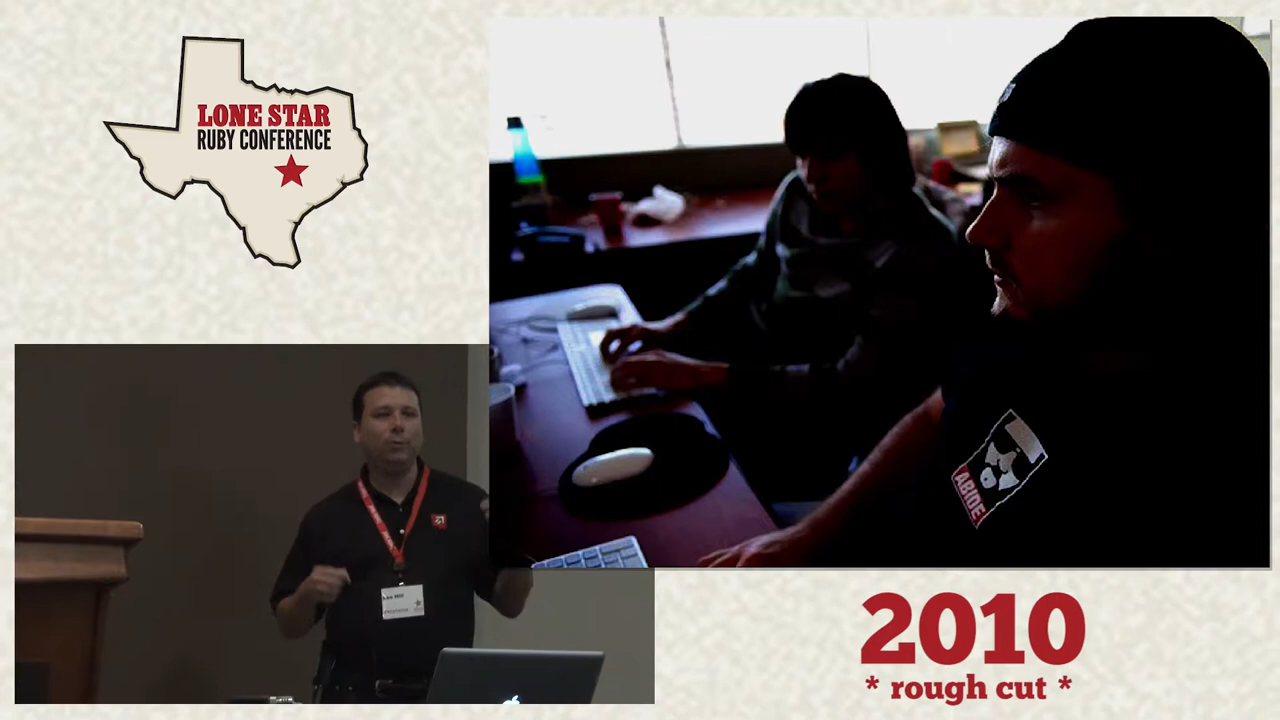 LONE STAR
RUBY CONFERENCE
ABIDE
2010
* rough cut *